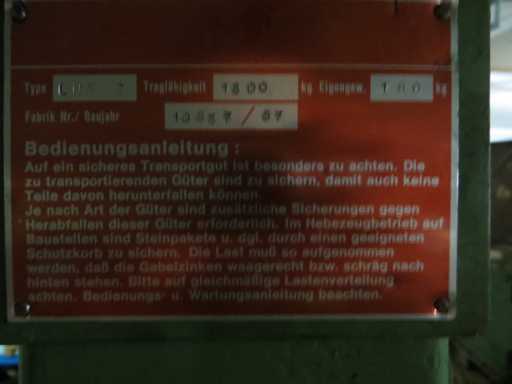 Type Tragfähigkeit 1800 kg Eigengew. kg
Fabrik Nr./ Baujahr / 87
Bedienungsanleitung :
Auf ein sicheres Transportgut ist besonders zu achten. Die
zu transportierenden Güter sind zu sichern, damit auch keine
Teile davon herunterfallen können.
Je nach Art der Güter sind zusätzliche Sicherungen gegen
Herabfallen dieser Güter erforderlich. Im Hebezeugbetrieb auf
Baustellen sind Steinpakete u. dgl. durch einen geeigneten
Schutzkorb zu sichern. Die Last muß so aufgenommen
werden, daß die Gabelzinken waagerecht bzw. schräg nach
hinten stehen. Bitte auf gleichmäßige Lastenverteilung
achten. Bedienungs- u. Wartungsanleitung beachten.